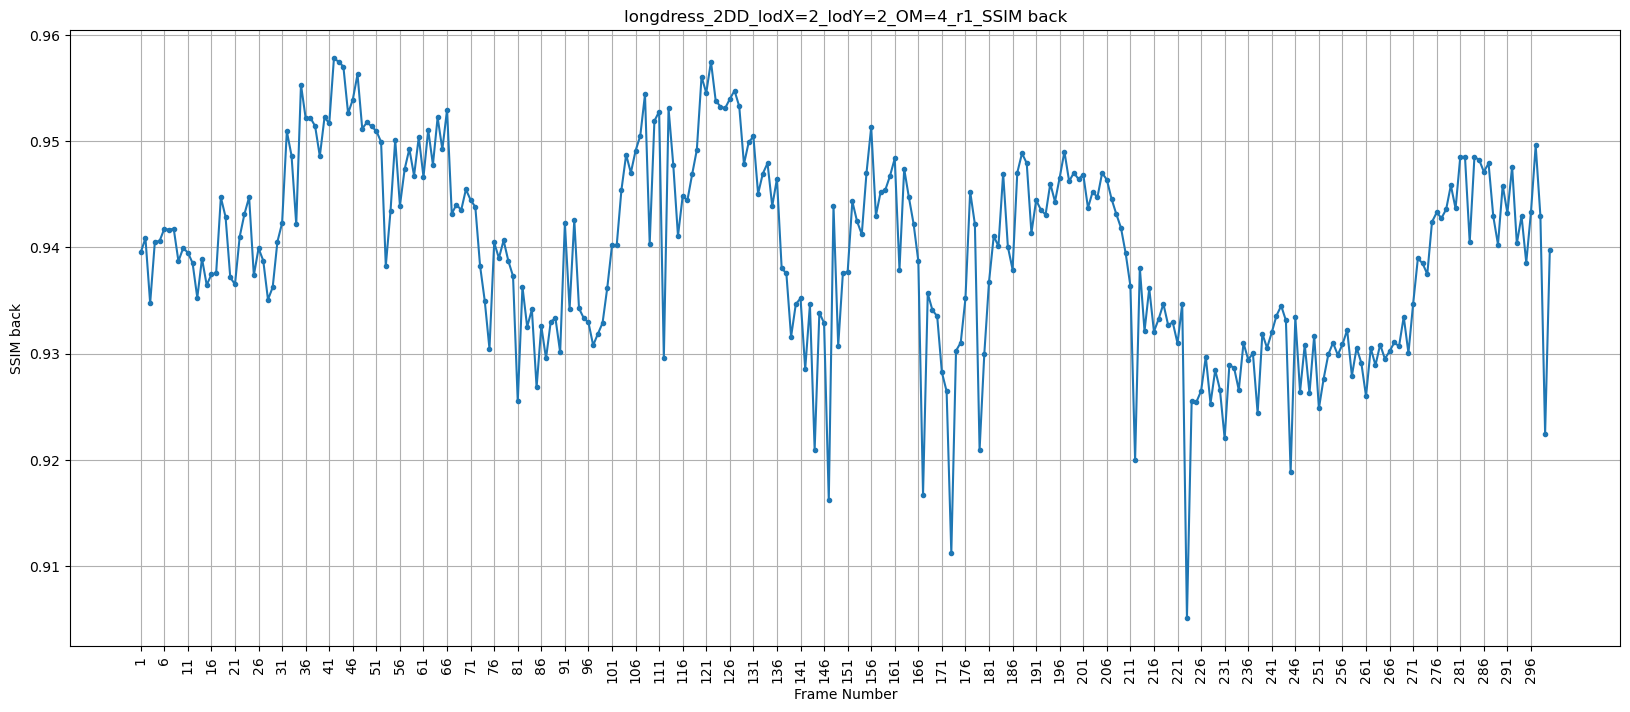 longdress_2DD_lodX=2_lodY=2_OM=4_r1_SSIM back
0.96
0.95
0.94
0.93
0.92
0.91
SSIM back
1 6 11 16 21 26 31 36 41 46 51 56 61 66 71 76 81 86 91 96 101 106 111 116 121 126 131 136 141 146 151 156 161 166 171 176 181 186 191 196 201 206 211 216 221 226 231 236 241 246 251 256 261 266 271 276 281 286 291 296
Frame Number